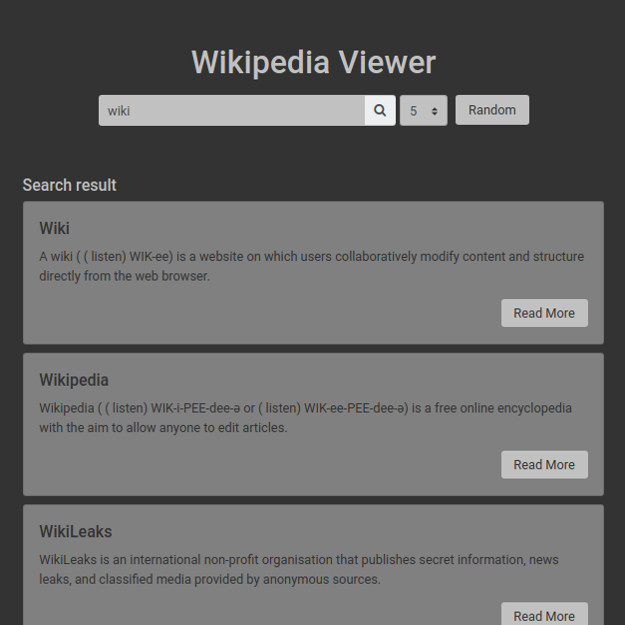 Wikipedia Viewer
wiki
5
Random
Search result
Wiki
A wiki ( ( listen) WIK-ee) is a website on which users collaboratively modify content and structure
directly from the web browser.
Read More
Wikipedia
Wikipedia ( ( listen) WIK-i-PEE-dee-ə or ( listen) WIK-ee-PEE-dee-ə) is a free online encyclopedia
with the aim to allow anyone to edit articles.
Read More
WikiLeaks
WikiLeaks is an international non-profit organisation that publishes secret information, news
leaks, and classified media provided by anonymous sources.
Read More